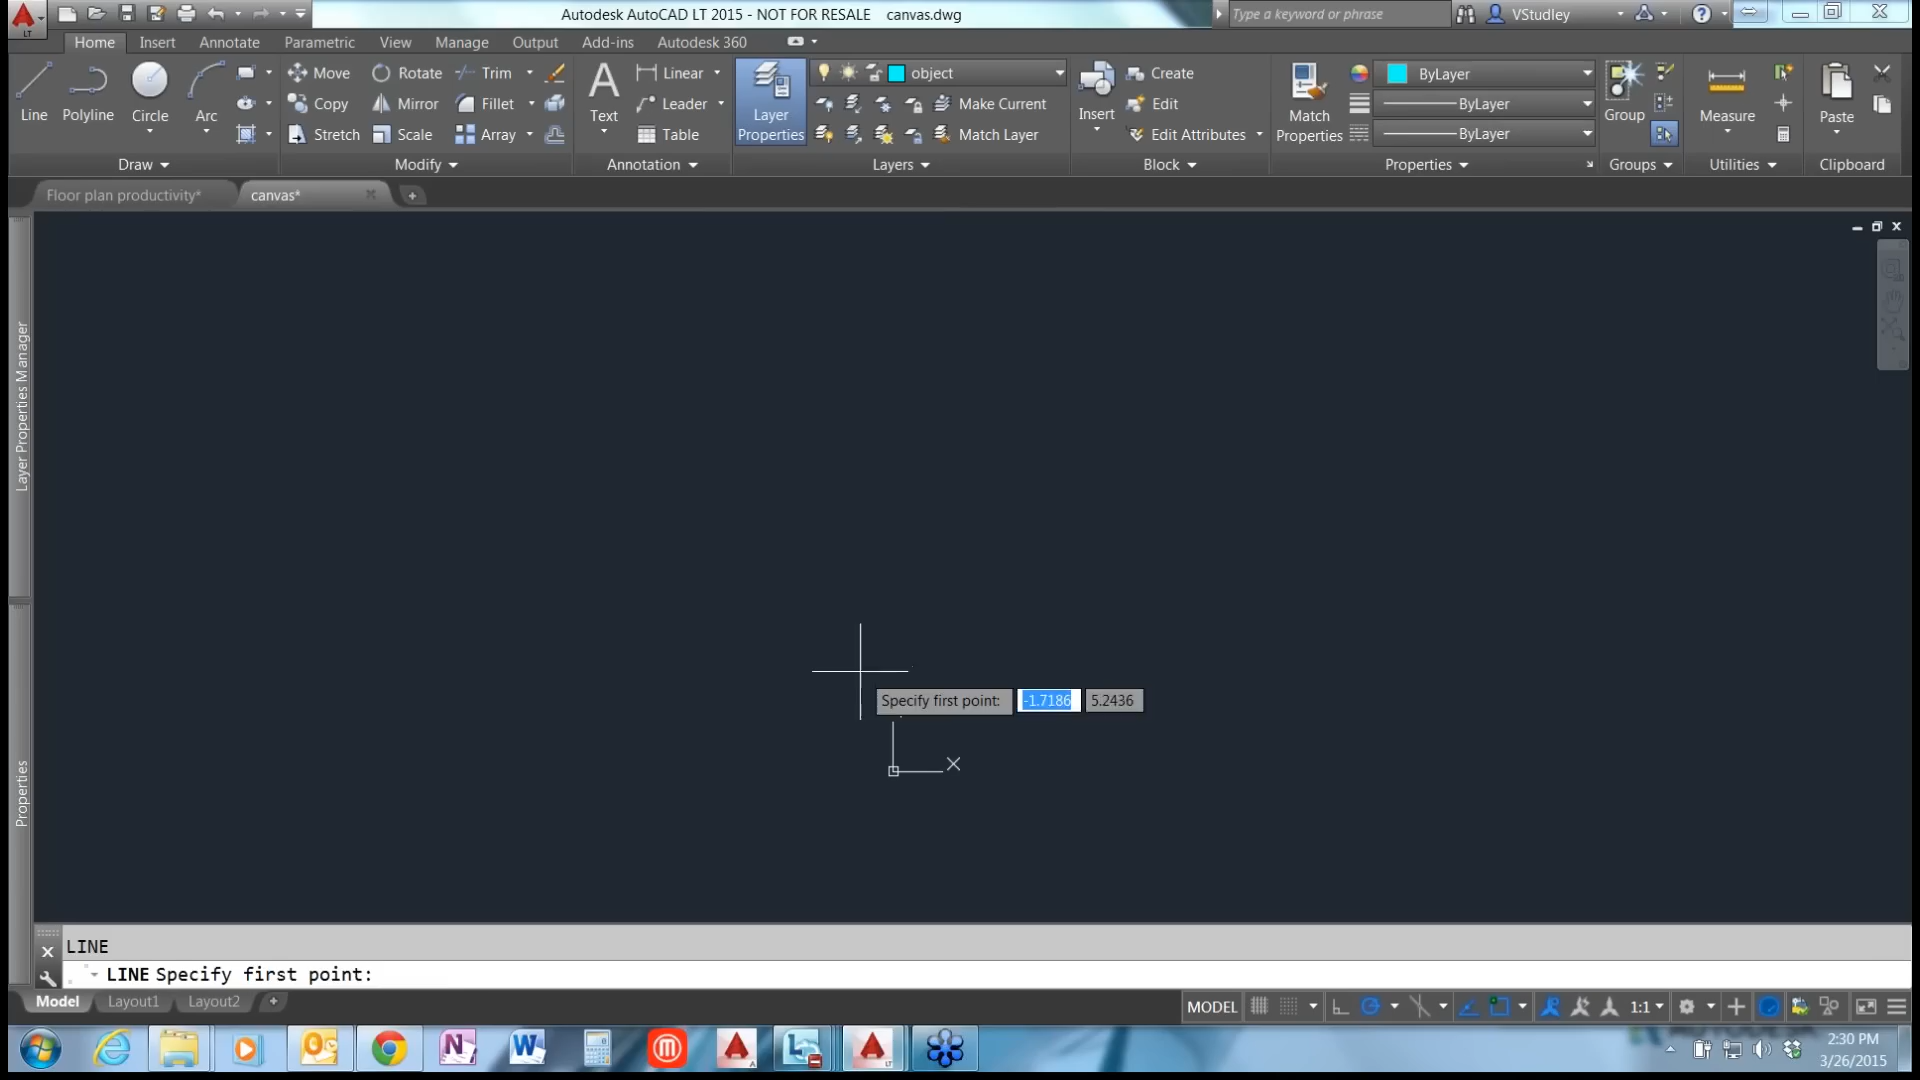 Autodesk AutoCAD LT 2015 - NOT FOR RESALE canvas.dwg
Type a keyword or phrase
VStudley
LT
Home Insert Annotate Parametric View Manage Output Add-ins Autodesk 360
Line Polyline Circle Arc
Move Rotate Trim
Copy Mirror Fillet
Stretch Scale Array
Text
Linear
Leader
Table
Layer Properties
object
Make Current
Match Layer
Insert
Create
Edit
Edit Attributes
Match Properties
ByLayer
ByLayer
ByLayer
Group
Measure
Paste
Draw Modify Annotation Layers Block Properties Groups Utilities Clipboard
Floor plan productivity* canvas*
Layer Properties Manager
Properties
Specify first point: -1.7186 5.2436
X
LINE
LINE Specify first point:
Model Layout1 Layout2
MODEL 1:1
2:30 PM
3/26/2015